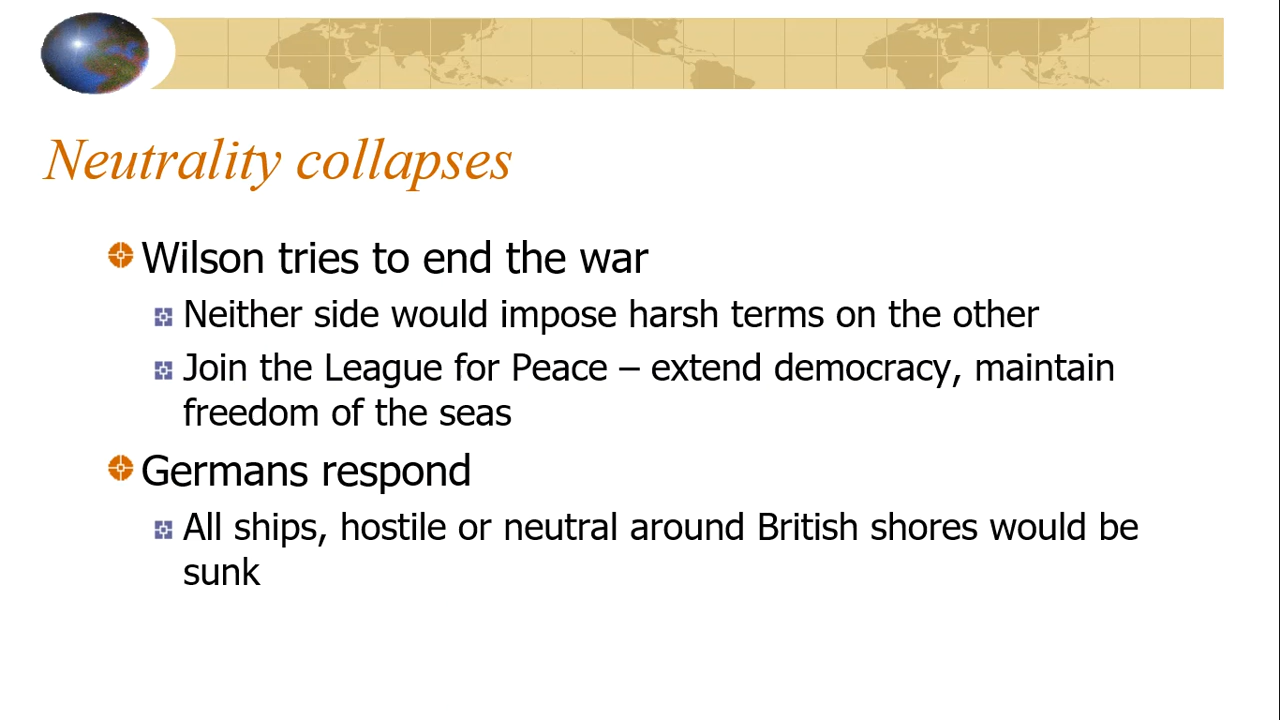 Neutrality collapses
Wilson tries to end the war
Neither side would impose harsh terms on the other
Join the League for Peace – extend democracy, maintain
freedom of the seas
Germans respond
All ships, hostile or neutral around British shores would be
sunk